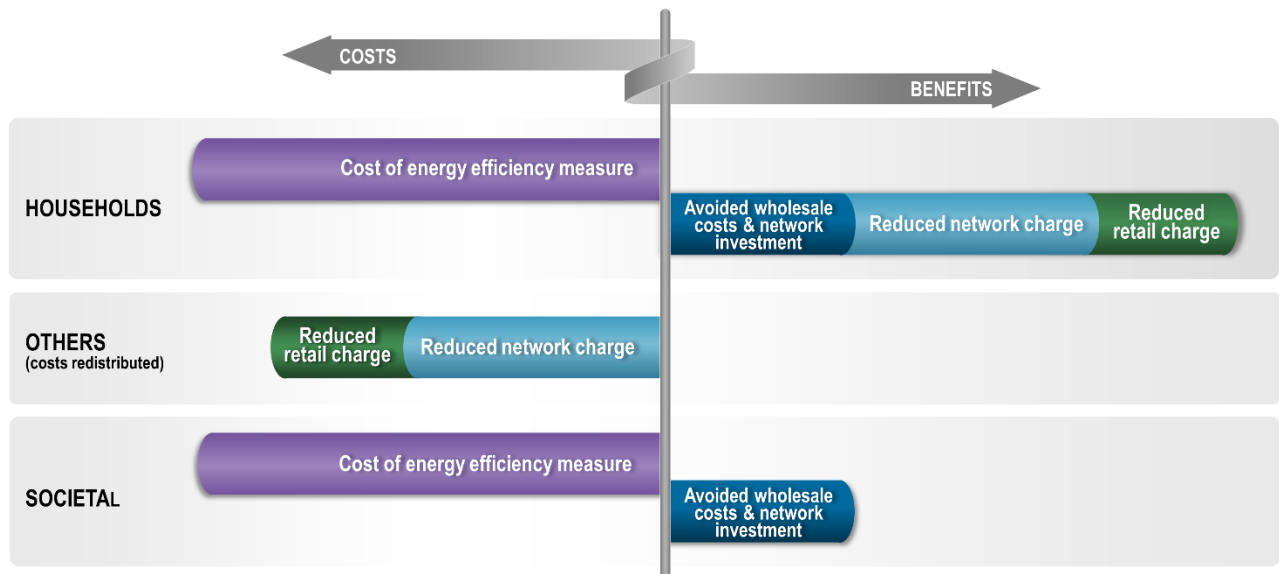 COSTS
BENEFITS
HOUSEHOLDS
Cost of energy efficiency measure
Avoided wholesale
costs & network
investment
Reduced network charge
Reduced
retail charge
OTHERS
(costs redistributed)
Reduced
retail charge
Reduced network charge
SOCIETAL
Cost of energy efficiency measure
Avoided wholesale
costs & network
investment